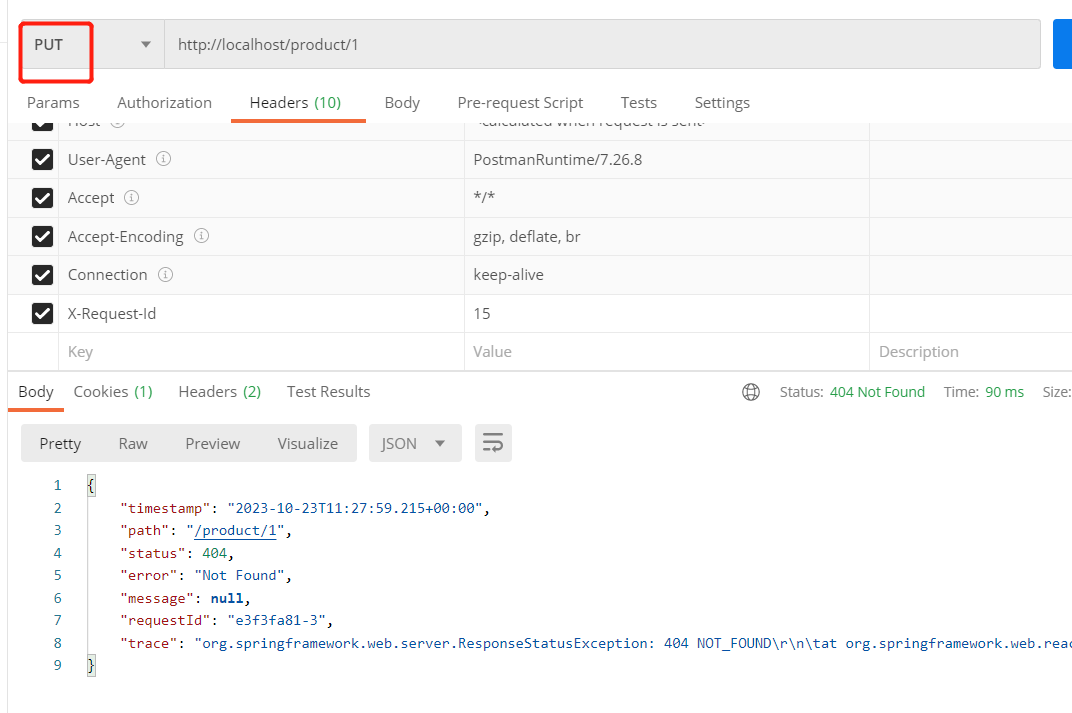 PUT http://localhost/product/1
Params Authorization Headers (10) Body Pre-request Script Tests Settings
Host <calculated when request is sent>
User-Agent PostmanRuntime/7.26.8
Accept */*
Accept-Encoding gzip, deflate, br
Connection keep-alive
X-Request-Id 15
Key Value Description
Body Cookies (1) Headers (2) Test Results Status: 404 Not Found Time: 90 ms Size:
Pretty Raw Preview Visualize JSON
1 {
2 "timestamp": "2023-10-23T11:27:59.215+00:00",
3 "path": "/product/1",
4 "status": 404,
5 "error": "Not Found",
6 "message": null,
7 "requestId": "e3f3fa81-3",
8 "trace": "org.springframework.web.server.ResponseStatusException: 404 NOT_FOUND\r\n\tat org.springframework.web.reac
9 }